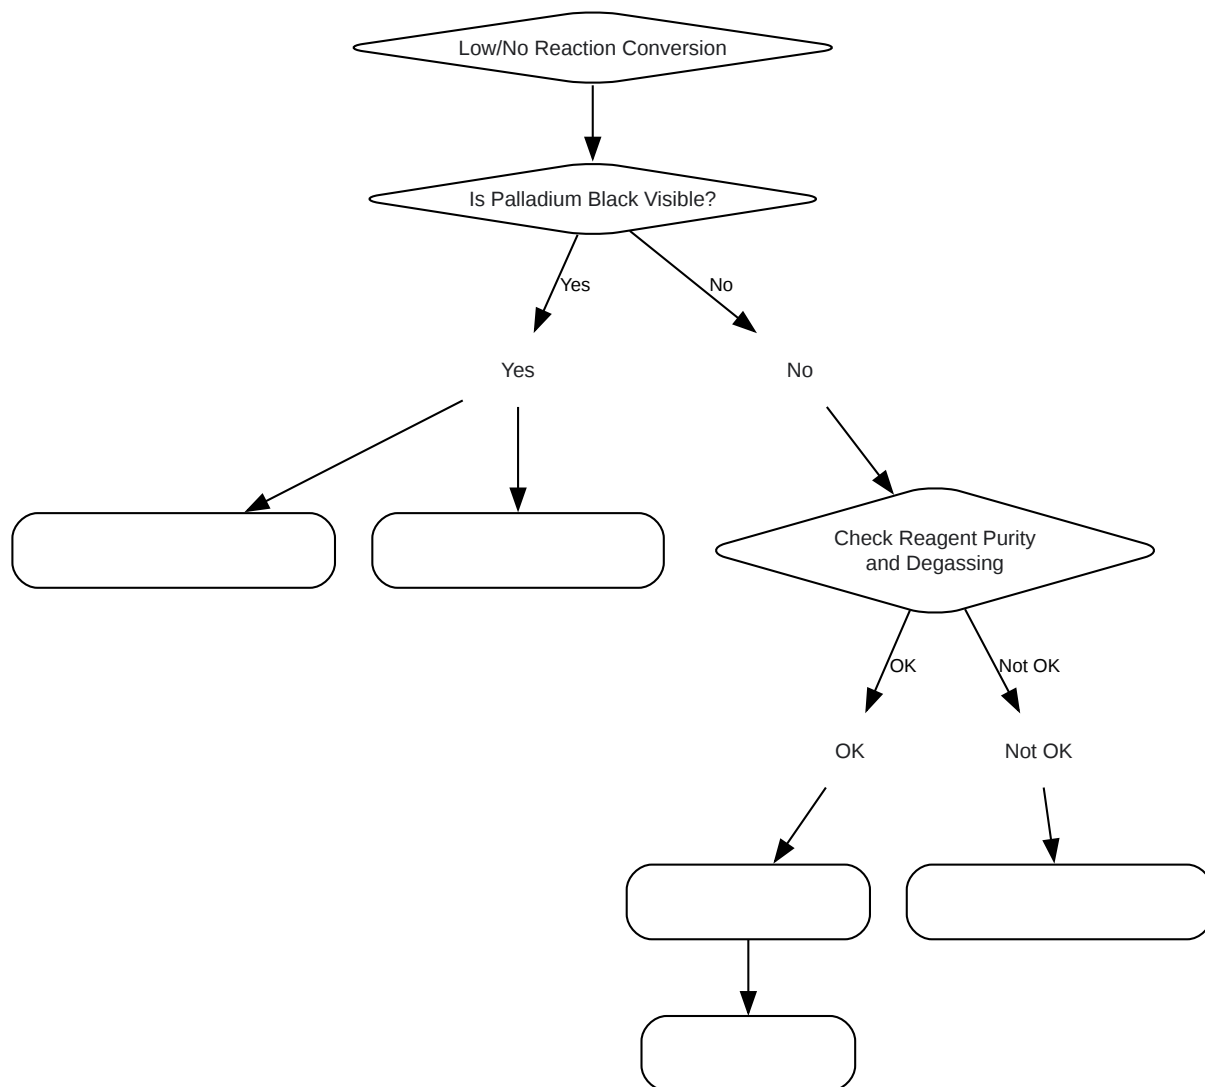 Low/No Reaction Conversion
Is Palladium Black Visible?
Yes
No
Yes
No
Check Reagent Purity
and Degassing
OK
Not OK
OK
Not OK